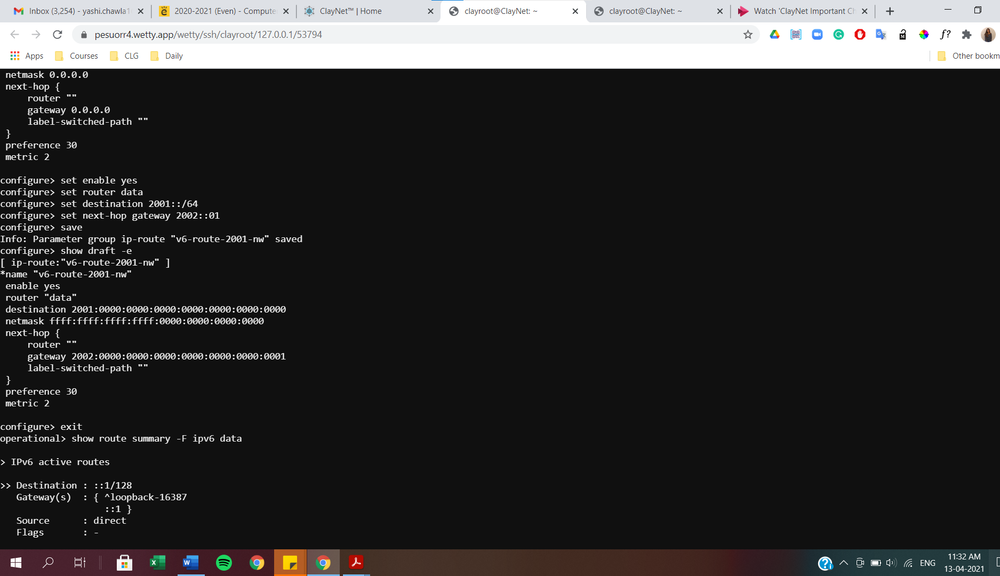 Inbox (3,254) - yashi.chawla1
2020-2021 (Even) - Compute
ClayNet™ | Home
clayroot@ClayNet: ~
clayroot@ClayNet: ~
Watch 'ClayNet Important Ch
pesuorr4.wetty.app/wetty/ssh/clayroot/127.0.0.1/53794
f?
Apps
Courses
CLG
Daily
Other bookm
netmask 0.0.0.0
next-hop {
router ""
gateway 0.0.0.0
label-switched-path ""
}
preference 30
metric 2
configure> set enable yes
configure> set router data
configure> set destination 2001::/64
configure> set next-hop gateway 2002::01
configure> save
Info: Parameter group ip-route "v6-route-2001-nw" saved
configure> show draft -e
[ ip-route:"v6-route-2001-nw" ]
*name "v6-route-2001-nw"
enable yes
router "data"
destination 2001:0000:0000:0000:0000:0000:0000:0000
netmask ffff:ffff:ffff:ffff:0000:0000:0000:0000
next-hop {
router ""
gateway 2002:0000:0000:0000:0000:0000:0000:0001
label-switched-path ""
}
preference 30
metric 2
configure> exit
operational> show route summary -F ipv6 data
> IPv6 active routes
>> Destination : ::1/128
Gateway(s) : { ^loopback-16387
::1 }
Source : direct
Flags : -
ENG
11:32 AM
13-04-2021